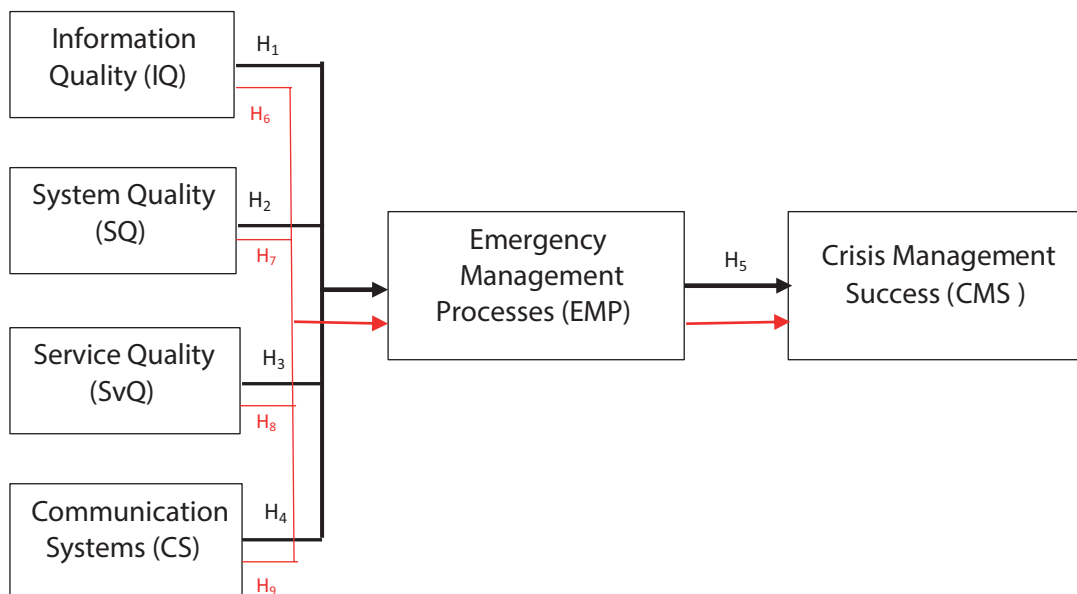 Information
Quality (IQ)
H₁
H₆
System Quality
(SQ)
H₂
H₇
Service Quality
(SvQ)
H₃
H₈
Communication
Systems (CS)
H₄
H₉
Emergency
Management
Processes (EMP)
H₅
Crisis Management
Success (CMS )